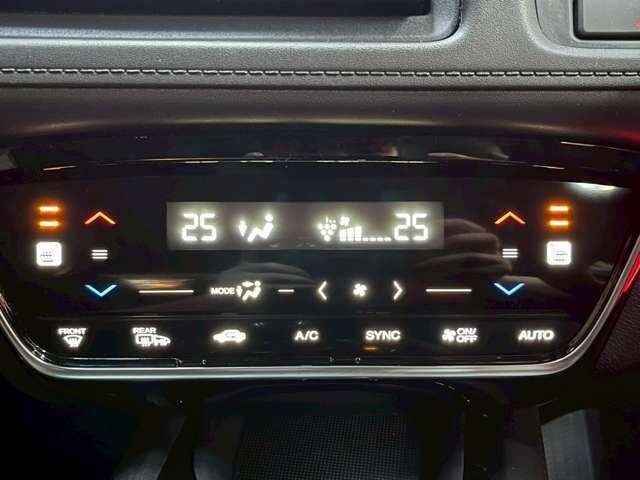 25 25
MODE
FRONT REAR A/C SYNC ON/ AUTO
OFF